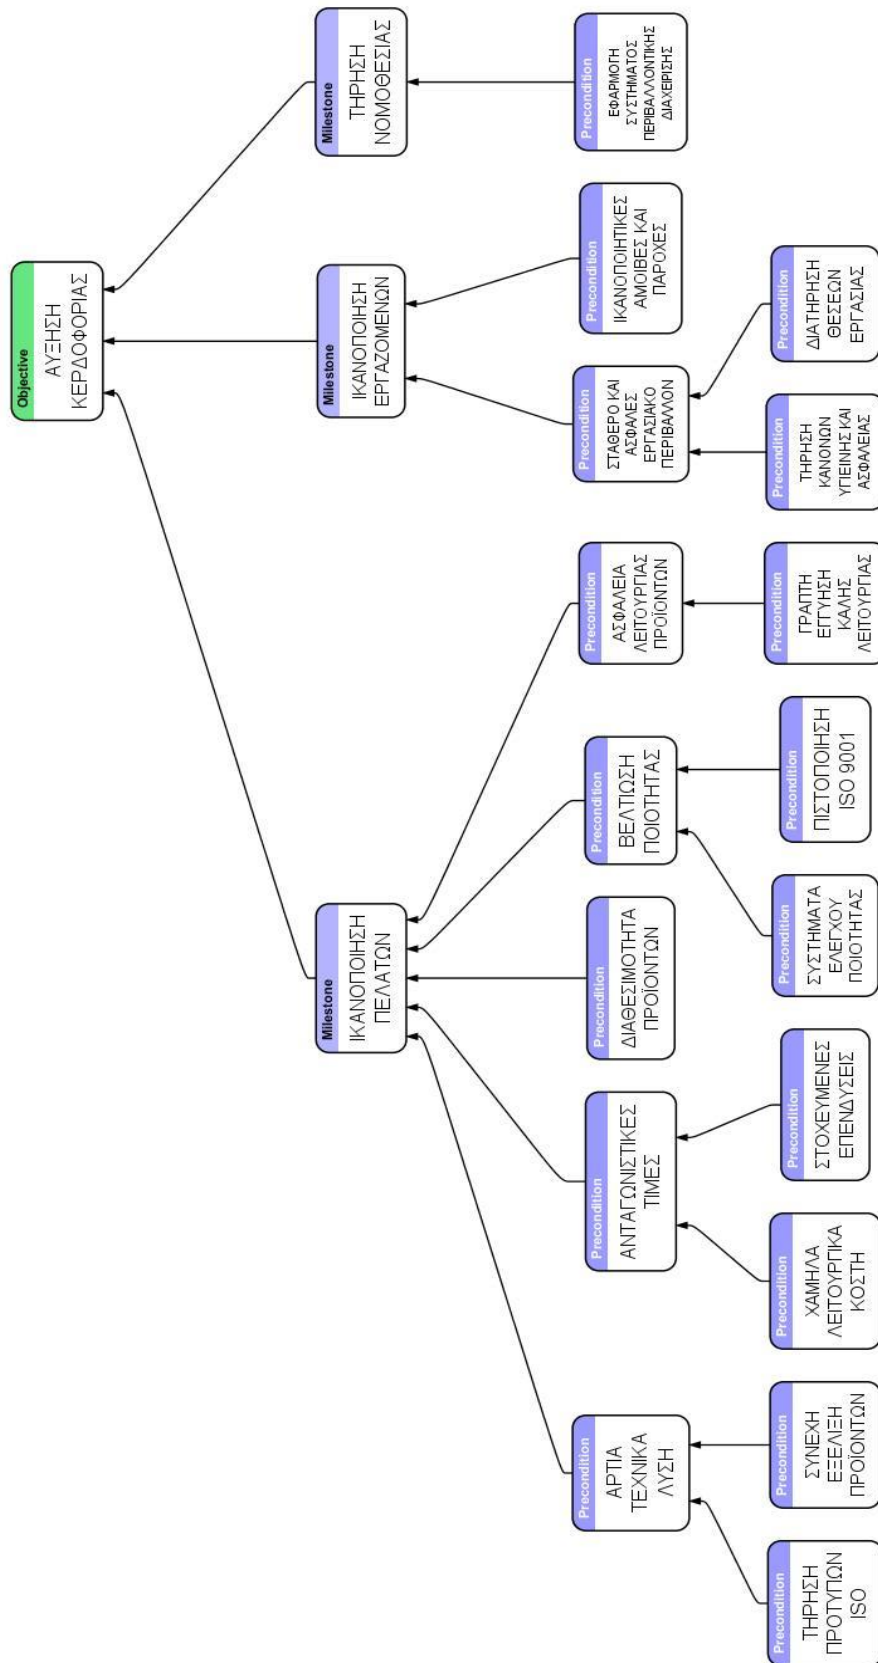 Objective
ΑΥΞΗΣΗ
ΚΕΡΔΟΦΟΡΙΑΣ
Milestone
ΙΚΑΝΟΠΟΙΗΣΗ
ΠΕΛΑΤΩΝ
Milestone
ΙΚΑΝΟΠΟΙΗΣΗ
ΕΡΓΑΖΟΜΕΝΩΝ
Milestone
ΤΗΡΗΣΗ
ΝΟΜΟΘΕΣΙΑΣ
Precondition
ΑΡΤΙΑ
ΤΕΧΝΙΚΑ
ΛΥΣΗ
Precondition
ΑΝΤΑΓΩΝΙΣΤΙΚΕΣ
ΤΙΜΕΣ
Precondition
ΔΙΑΘΕΣΙΜΟΤΗΤΑ
ΠΡΟΪΟΝΤΩΝ
Precondition
ΒΕΛΤΙΩΣΗ
ΠΟΙΟΤΗΤΑΣ
Precondition
ΑΣΦΑΛΕΙΑ
ΛΕΙΤΟΥΡΓΙΑΣ
ΠΡΟΪΟΝΤΩΝ
Precondition
ΣΤΑΘΕΡΟ ΚΑΙ
ΑΣΦΑΛΕΣ
ΕΡΓΑΣΙΑΚΟ
ΠΕΡΙΒΑΛΛΟΝ
Precondition
ΙΚΑΝΟΠΟΙΗΤΙΚΕΣ
ΑΜΟΙΒΕΣ ΚΑΙ
ΠΑΡΟΧΕΣ
Precondition
ΕΦΑΡΜΟΓΗ
ΣΥΣΤΗΜΑΤΟΣ
ΠΕΡΙΒΑΛΛΟΝΤΙΚΗΣ
ΔΙΑΧΕΡΙΣΗΣ
Precondition
ΤΗΡΗΣΗ
ΠΡΟΤΥΠΩΝ
ISO
Precondition
ΣΥΝΕΧΗ
ΕΞΕΛΙΞΗ
ΠΡΟΪΟΝΤΩΝ
Precondition
ΧΑΜΗΛΑ
ΛΕΙΤΟΥΡΓΙΚΑ
ΚΟΣΤΗ
Precondition
ΣΤΟΧΕΥΜΕΝΕΣ
ΕΠΕΝΔΥΣΕΙΣ
Precondition
ΣΥΣΤΗΜΑΤΑ
ΕΛΕΓΧΟΥ
ΠΟΙΟΤΗΤΑΣ
Precondition
ΠΙΣΤΟΠΟΙΗΣΗ
ISO 9001
Precondition
ΓΡΑΠΤΗ
ΕΓΓΥΗΣΗ
ΚΑΛΗΣ
ΛΕΙΤΟΥΡΓΙΑΣ
Precondition
ΤΗΡΗΣΗ
ΚΑΝΟΝΩΝ
ΥΓΙΕΙΝΗΣ ΚΑΙ
ΑΣΦΑΛΕΙΑΣ
Precondition
ΔΙΑΤΗΡΗΣΗ
ΘΕΣΕΩΝ
ΕΡΓΑΣΙΑΣ